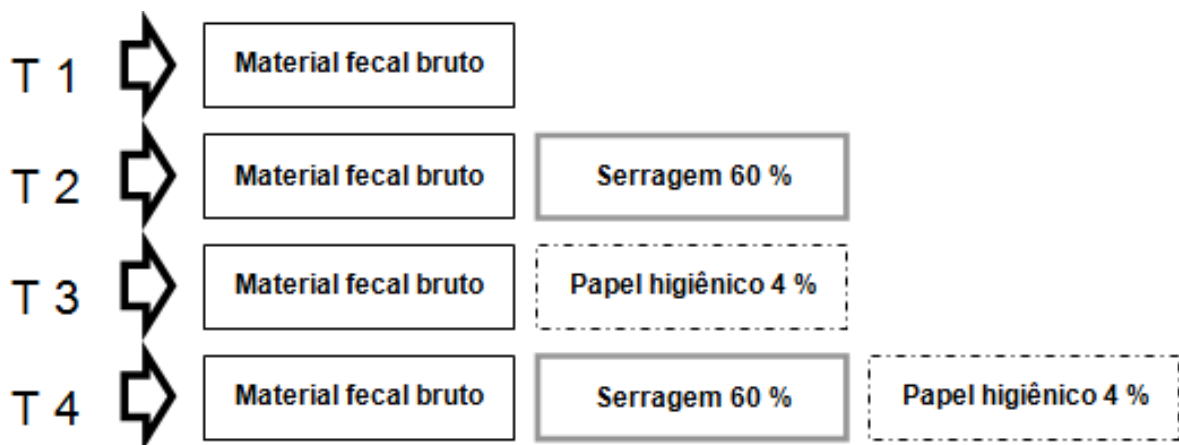 T 1 Material fecal bruto
T 2 Material fecal bruto Serragem 60 %
T 3 Material fecal bruto Papel higiênico 4 %
T 4 Material fecal bruto Serragem 60 % Papel higiênico 4 %